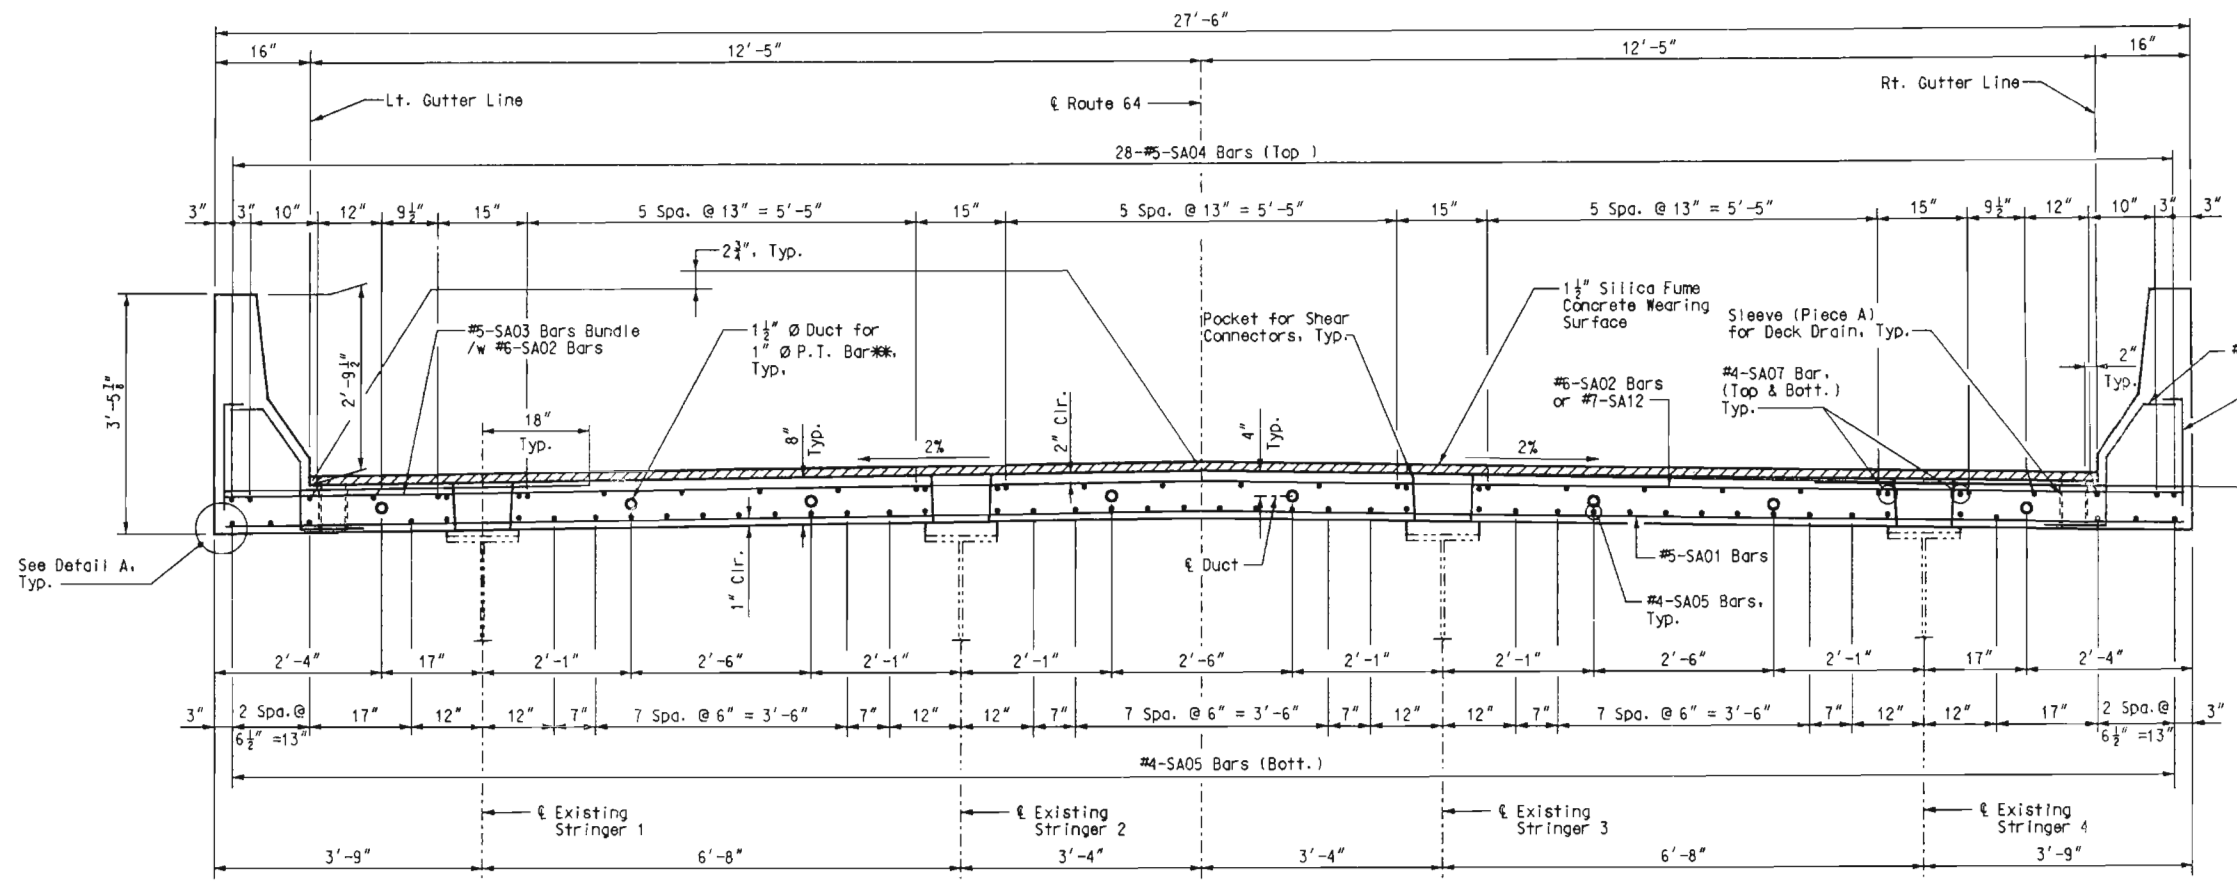 27'-6"
16" 12'-5" 12'-5" 16"
Lt. Gutter Line
℄ Route 64
Rt. Gutter Line
28-#5-SA04 Bars (Top )
3" 3" 10" 12" 9½" 15" 5 Spa. @ 13" = 5'-5" 15" 5 Spa. @ 13" = 5'-5" 15" 5 Spa. @ 13" = 5'-5" 15" 9½" 12" 10" 3" 3"
2¾", Typ.
#5-SA03 Bars Bundle
/w #6-SA02 Bars
1½" Ø Duct for
1" Ø P.T. Bar**,
Typ.
Pocket for Shear
Connectors, Typ.
1½" Silica Fume
Concrete Wearing
Surface
Sleeve (Piece A)
for Deck Drain, Typ.
#6-SA02 Bars
or #7-SA12
#4-SA07 Bar,
(Top & Bott.)
Typ.
2"
Typ.
#
3'-5⅞"
2'-9½"
18"
Typ.
8"
Typ.
2%
2" Clr.
4"
Typ.
2%
See Detail A,
Typ.
1" Clr.
℄ Duct
#5-SA01 Bars
#4-SA05 Bars,
Typ.
2'-4" 17" 2'-1" 2'-6" 2'-1" 2'-1" 2'-6" 2'-1" 2'-1" 2'-6" 2'-1" 17" 2'-4"
3" 2 Spa.@ 17" 12" 12" 7" 7 Spa. @ 6" = 3'-6" 7" 12" 12" 7" 7 Spa. @ 6" = 3'-6" 7" 12" 12" 7" 7 Spa. @ 6" = 3'-6" 7" 12" 12" 17" 2 Spa.@ 3"
6½" =13" 6½" =13"
#4-SA05 Bars (Bott.)
℄ Existing
Stringer 1
℄ Existing
Stringer 2
℄ Existing
Stringer 3
℄ Existing
Stringer 4
3'-9" 6'-8" 3'-4" 3'-4" 6'-8" 3'-9"